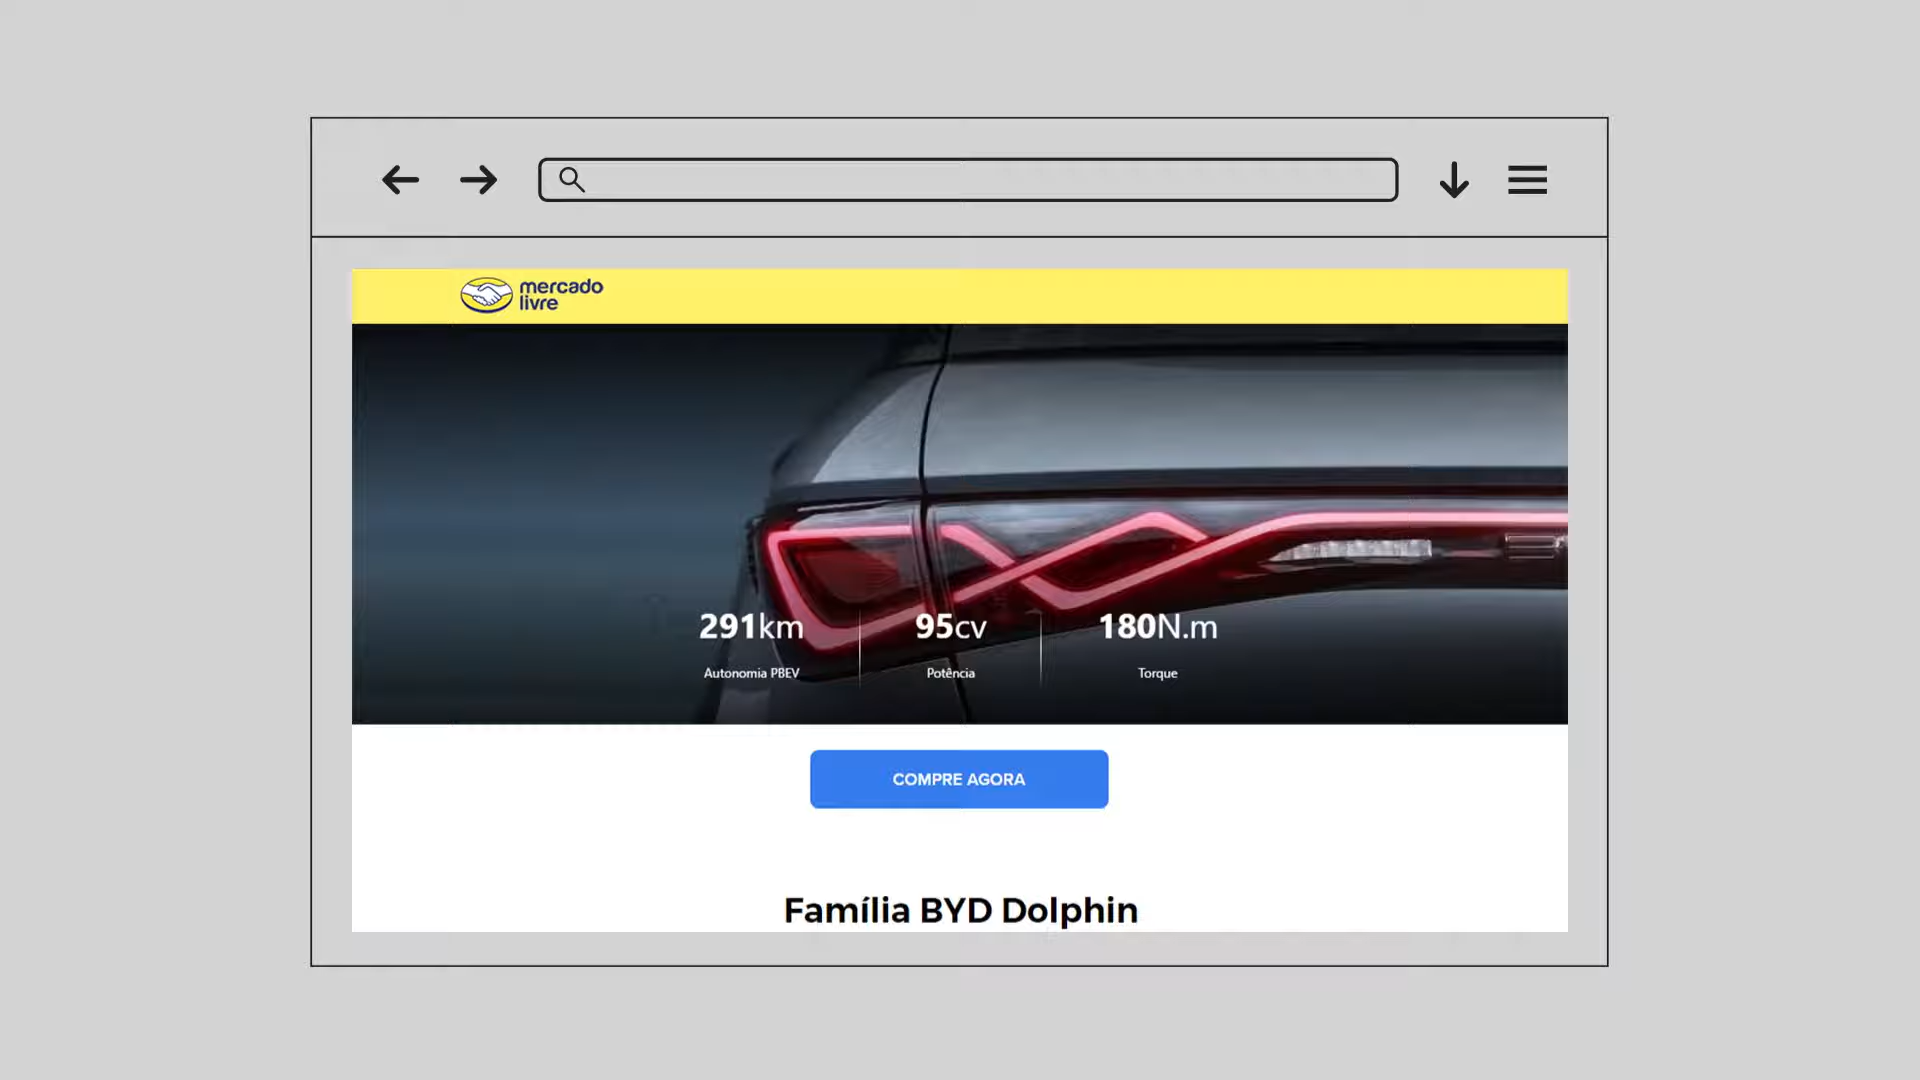 mercado
livre
291km
95cv
180N.m
Autonomia PBEV
Potência
Torque
COMPRE AGORA
Família BYD Dolphin